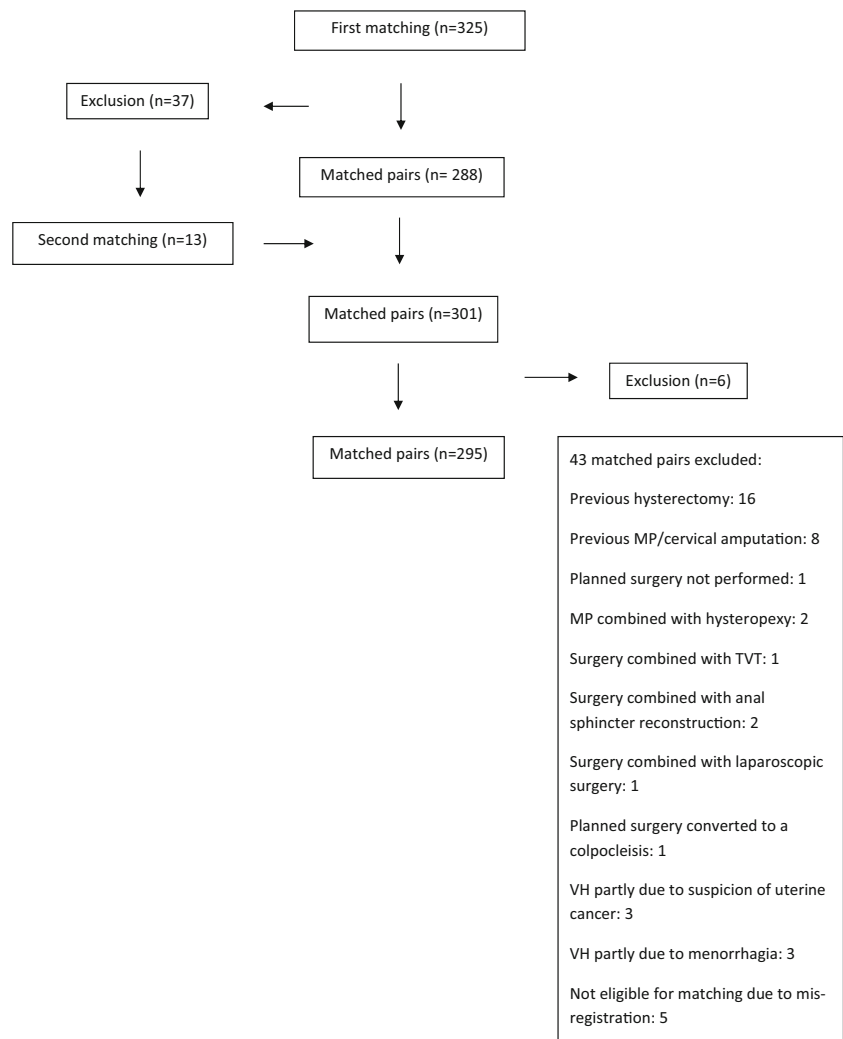 First matching (n=325)
Exclusion (n=37)
Matched pairs (n= 288)
Second matching (n=13)
Matched pairs (n=301)
Exclusion (n=6)
Matched pairs (n=295)
43 matched pairs excluded:
Previous hysterectomy: 16
Previous MP/cervical amputation: 8
Planned surgery not performed: 1
MP combined with hysteropexy: 2
Surgery combined with TVT: 1
Surgery combined with anal
sphincter reconstruction: 2
Surgery combined with laparoscopic
surgery: 1
Planned surgery converted to a
colpocleisis: 1
VH partly due to suspicion of uterine
cancer: 3
VH partly due to menorrhagia: 3
Not eligible for matching due to mis-
registration: 5